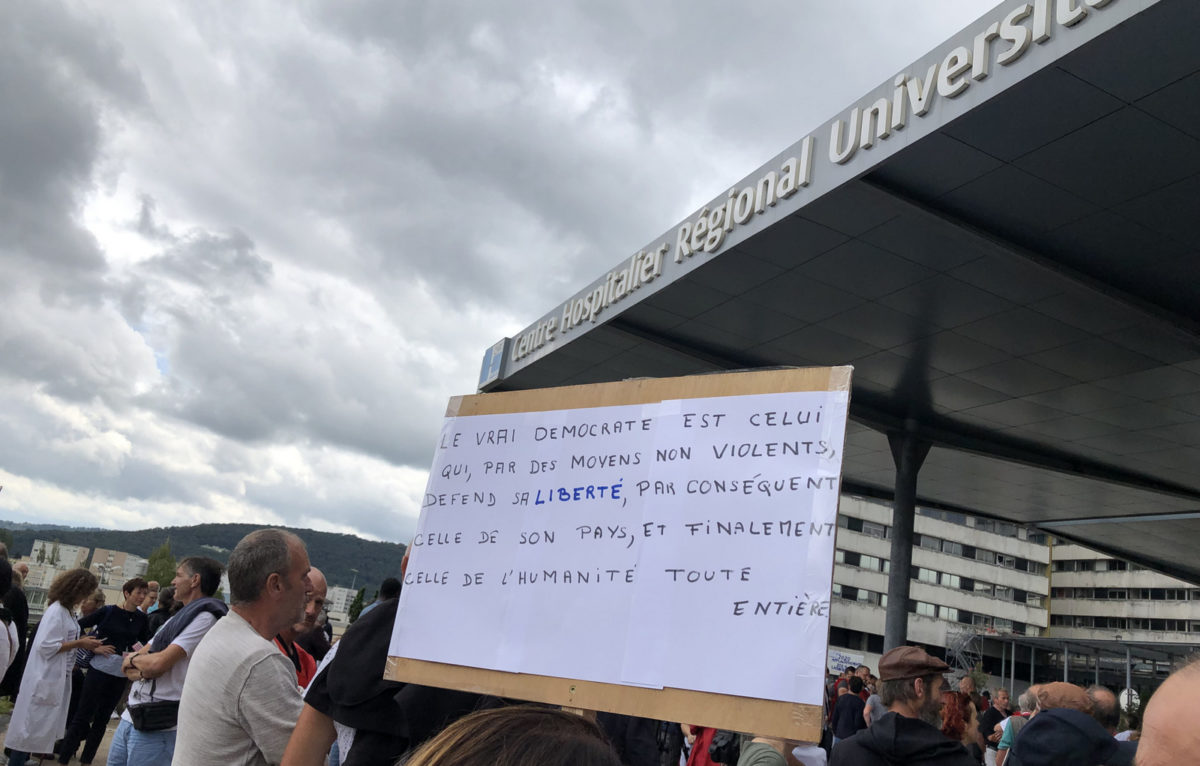 Centre Hospitalier Régional Universita
LE VRAI DEMOCRATE EST CELUI
QUI, PAR DES MOYENS NON VIOLENTS,
DEFEND SA LIBERTÉ, PAR CONSÉQUENT
CELLE DE SON PAYS, ET FINALEMENT
CELLE DE L'HUMANITÉ TOUTE
ENTIÈRE